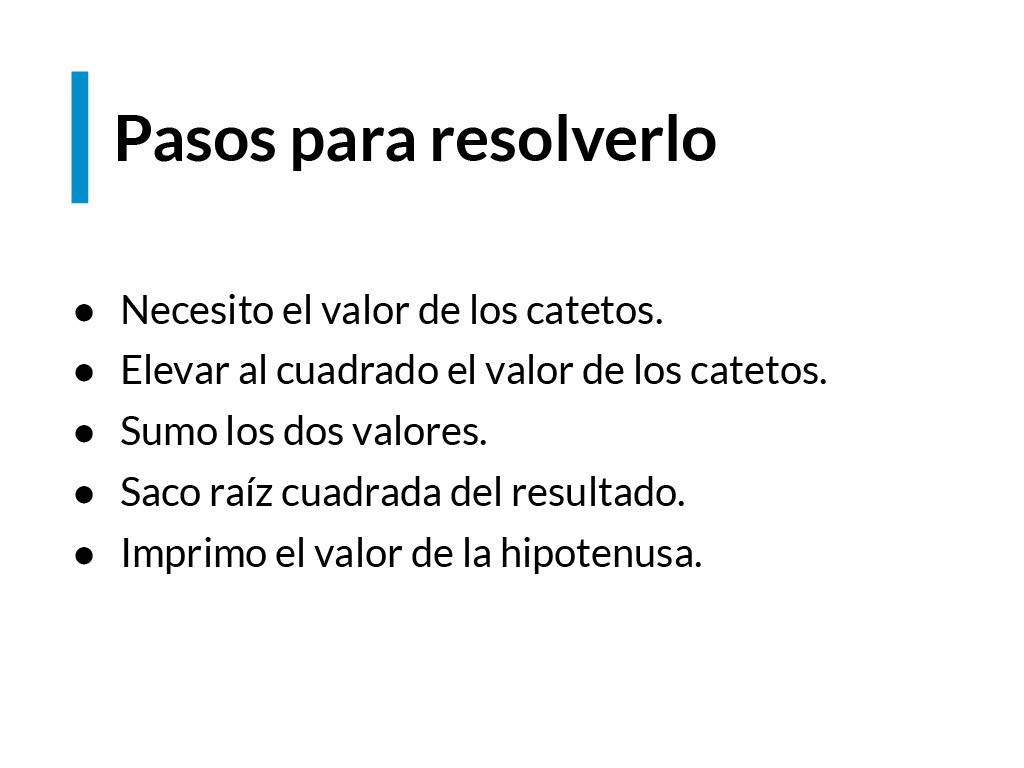 Pasos para resolverlo
● Necesito el valor de los catetos.
● Elevar al cuadrado el valor de los catetos.
● Sumo los dos valores.
● Saco raíz cuadrada del resultado.
● Imprimo el valor de la hipotenusa.